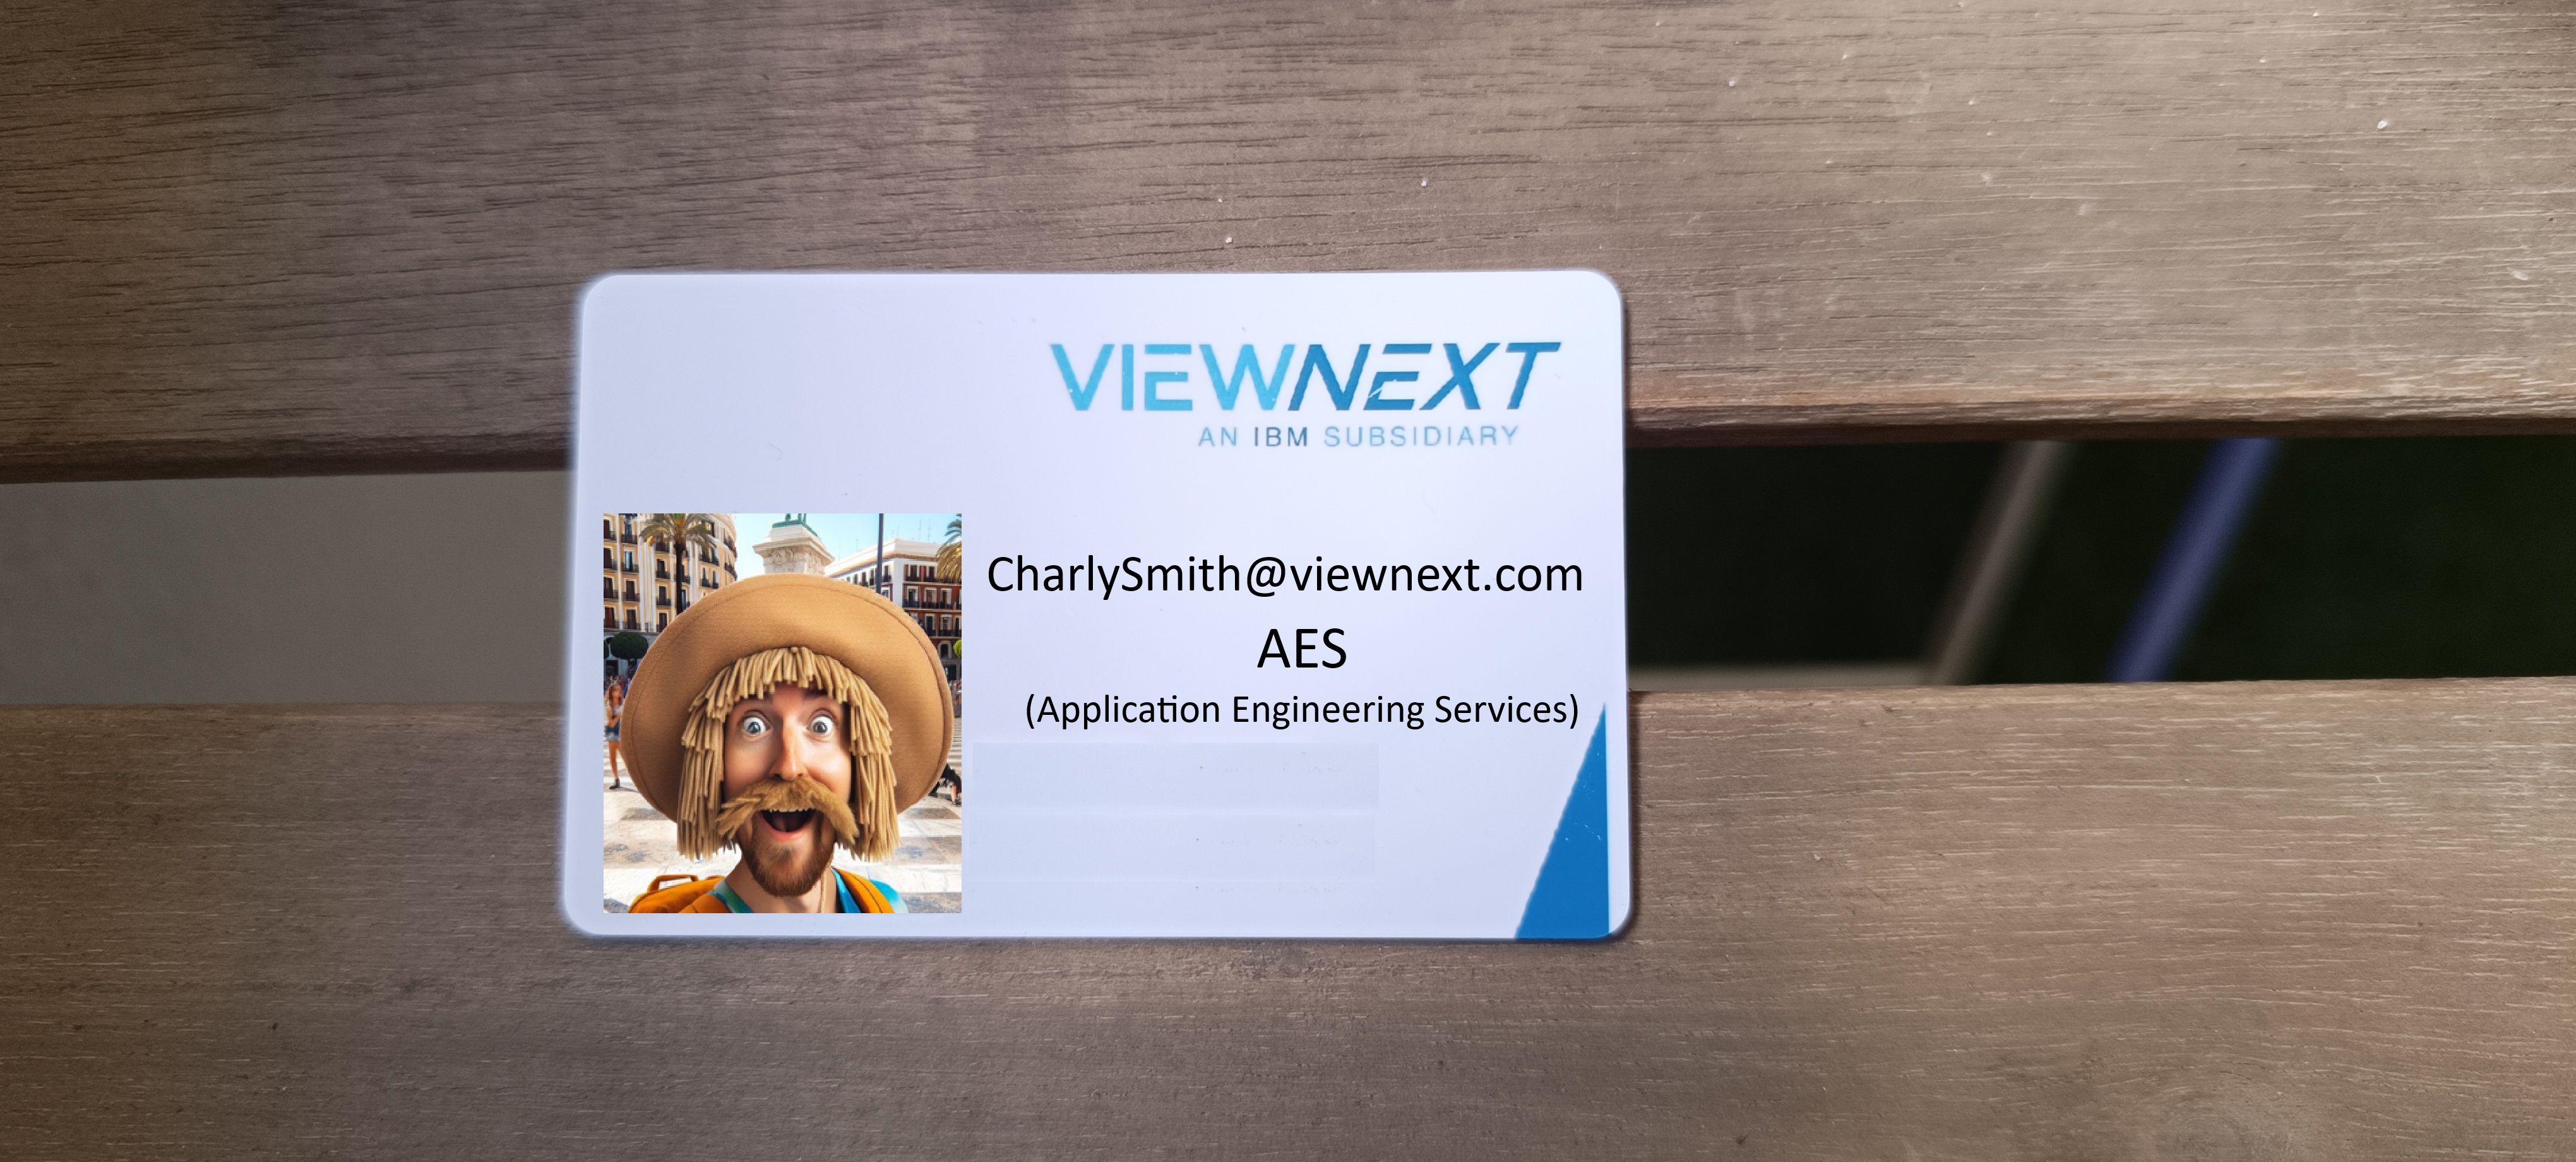 VIEWNEXT
AN IBM SUBSIDIARY
CharlySmith@viewnext.com
AES
(Application Engineering Services)